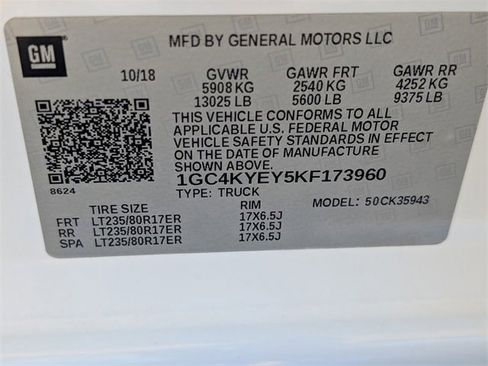 GM MFD BY GENERAL MOTORS LLC
10/18 GVWR GAWR FRT GAWR RR
5908 KG 2540 KG 4252 KG
13025 LB 5600 LB 9375 LB
THIS VEHICLE CONFORMS TO ALL
APPLICABLE U.S. FEDERAL MOTOR
VEHICLE SAFETY STANDARDS IN EFFECT
ON THE DATE OF MANUFACTURE
SHOWN ABOVE.
8624 1GC4KYEY5KF173960
TYPE: TRUCK MODEL: 50CK35943
TIRE SIZE RIM
FRT LT235/80R17ER 17X6.5J
RR LT235/80R17ER 17X6.5J
SPA LT235/80R17ER 17X6.5J